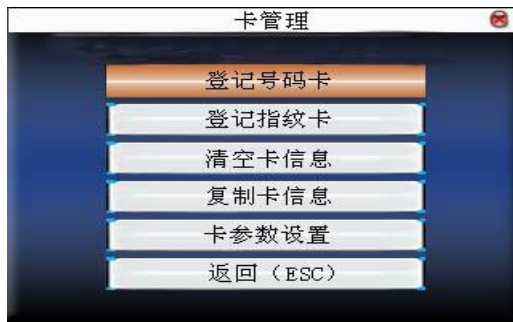 卡管理
登记号码卡
登记指纹卡
清空卡信息
复制卡信息
卡参数设置
返回（ESC）